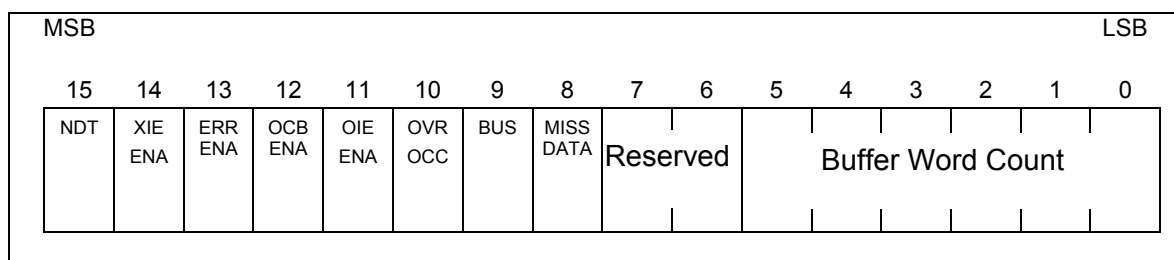 MSB LSB
15 14 13 12 11 10 9 8 7 6 5 4 3 2 1 0
NDT XIE ERR OCB OIE OVR BUS MISS
ENA ENA ENA ENA OCC DATA
Reserved Buffer Word Count